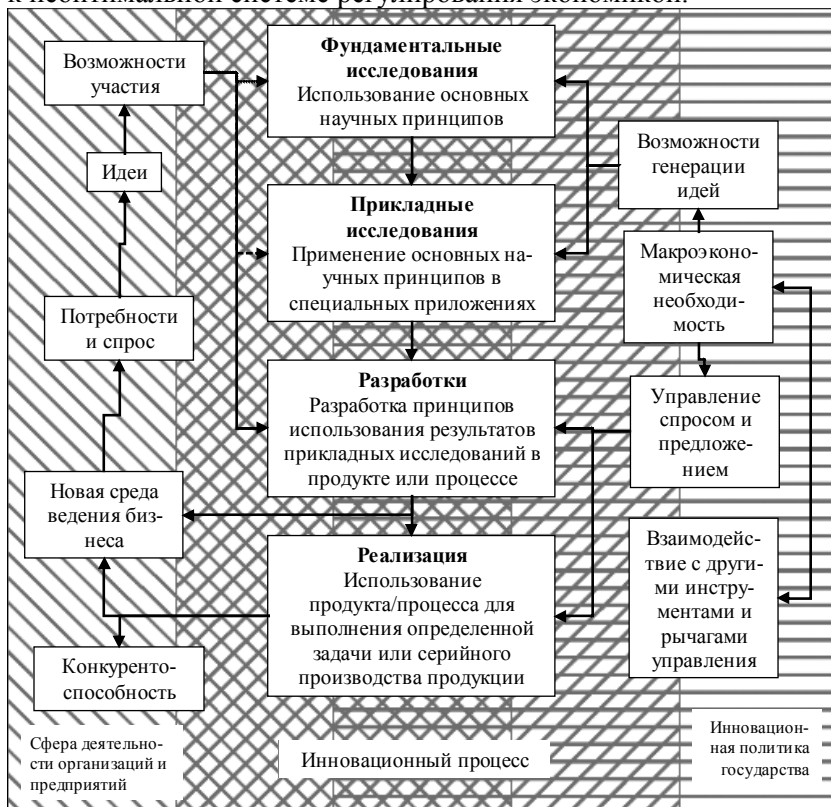 к неоптимальной системе регулирования экономикой.
Фундаментальные
исследования
Использование основных
научных принципов
Возможности
участия
Идеи
Возможности
генерации
идей
Прикладные
исследования
Применение основных на-
учных принципов в
специальных приложениях
Макроэконо-
мическая
необходи-
мость
Потребности
и спрос
Разработки
Разработка принципов
использования результатов
прикладных исследований в
продукте или процессе
Управление
спросом и
предложе-
нием
Новая среда
ведения биз-
неса
Реализация
Использование
продукта/процесса для
выполнения определенной
задачи или серийного
производства продукции
Взаимодейст-
вие с други-
ми инстру-
ментами и
рычагами
управления
Конкуренто-
способность
Сфера деятельно-
сти организаций и
предприятий
Инновационный процесс
Инновацион-
ная политика
государства